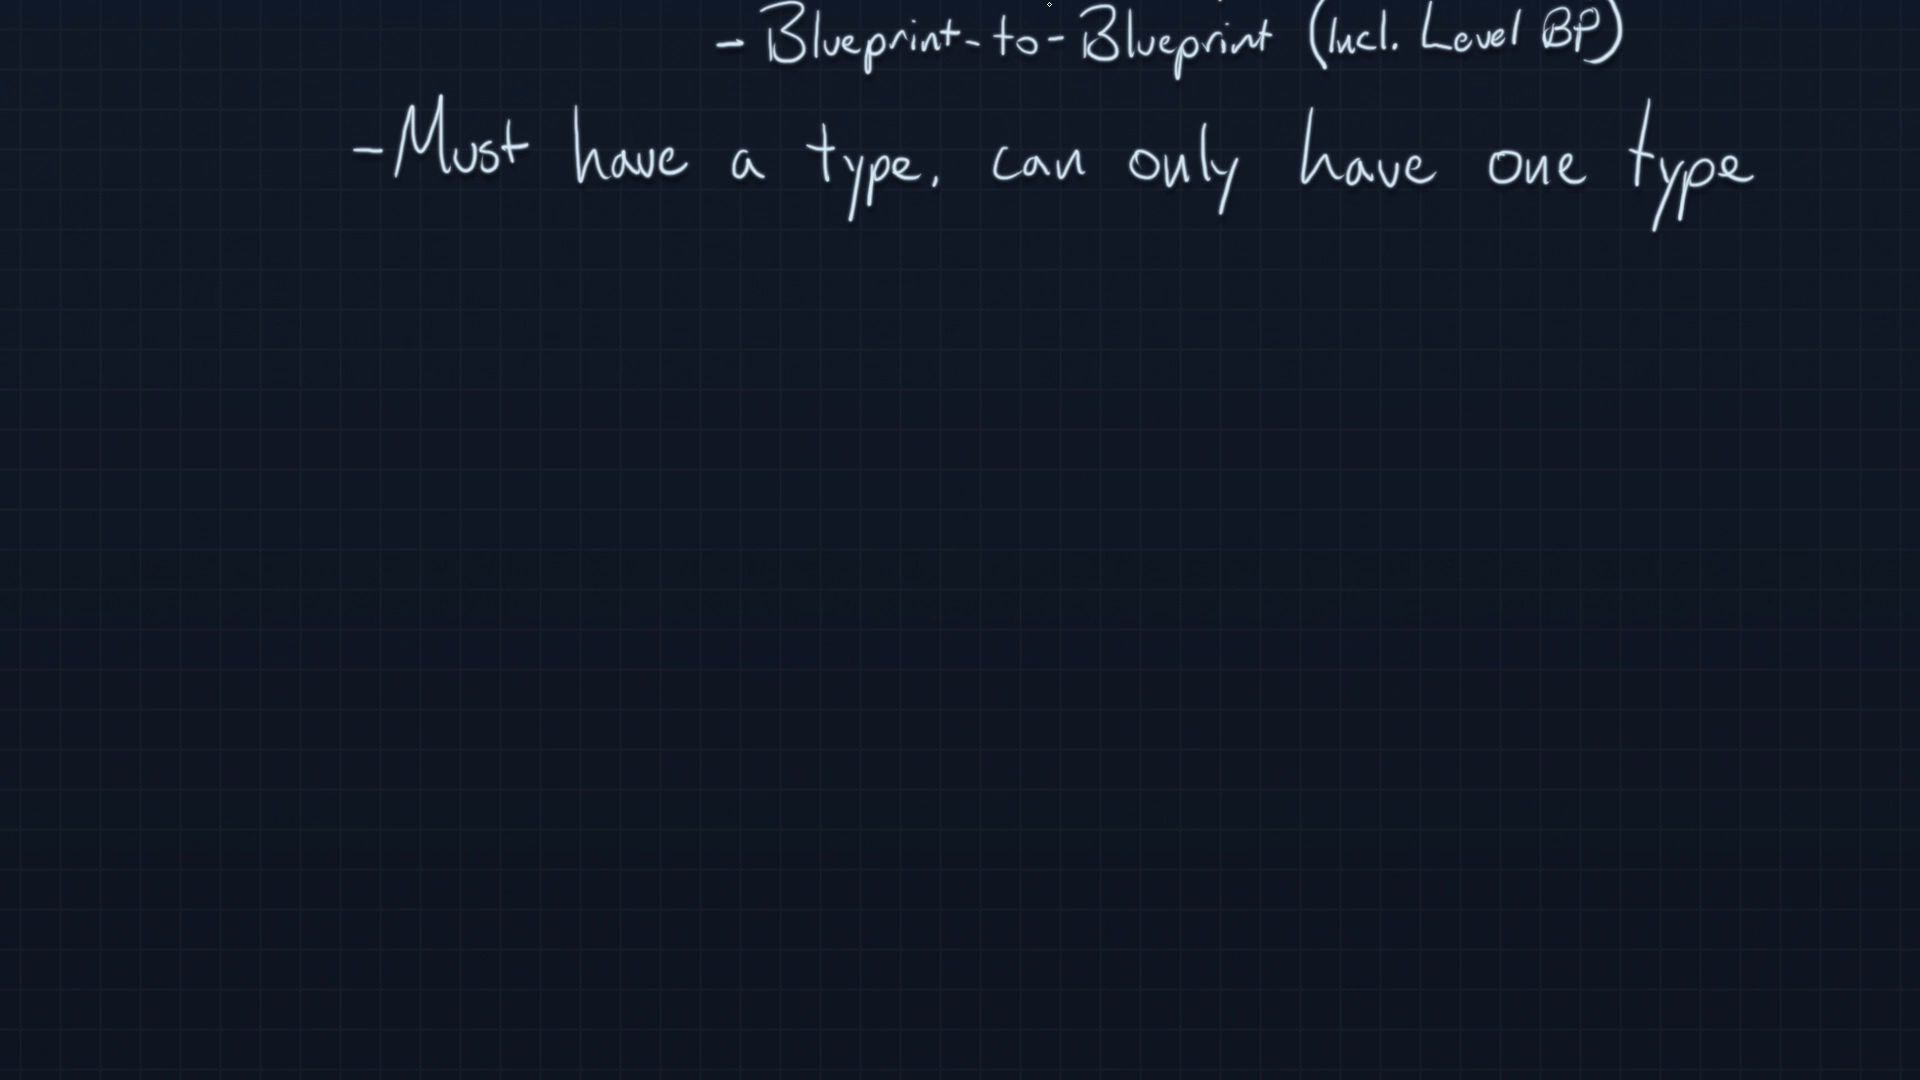 - Blueprint-to-Blueprint (Incl. Level BP)
- Must have a type, can only have one type